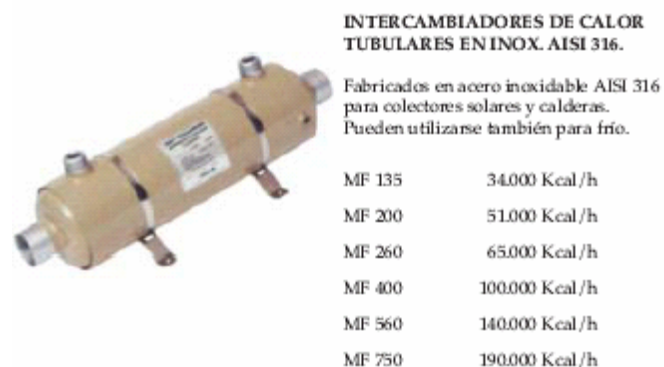 INTERCAMBIADORES DE CALOR
TUBULARES EN INOX. AISI 316.
Fabricados en acero inoxidable AISI 316
para colectores solares y calderas.
Pueden utilizarse también para frío.
MF 135 34.000 Kcal/h
MF 200 51.000 Kcal/h
MF 260 65.000 Kcal/h
MF 400 100.000 Kcal/h
MF 560 140.000 Kcal/h
MF 750 190.000 Kcal/h